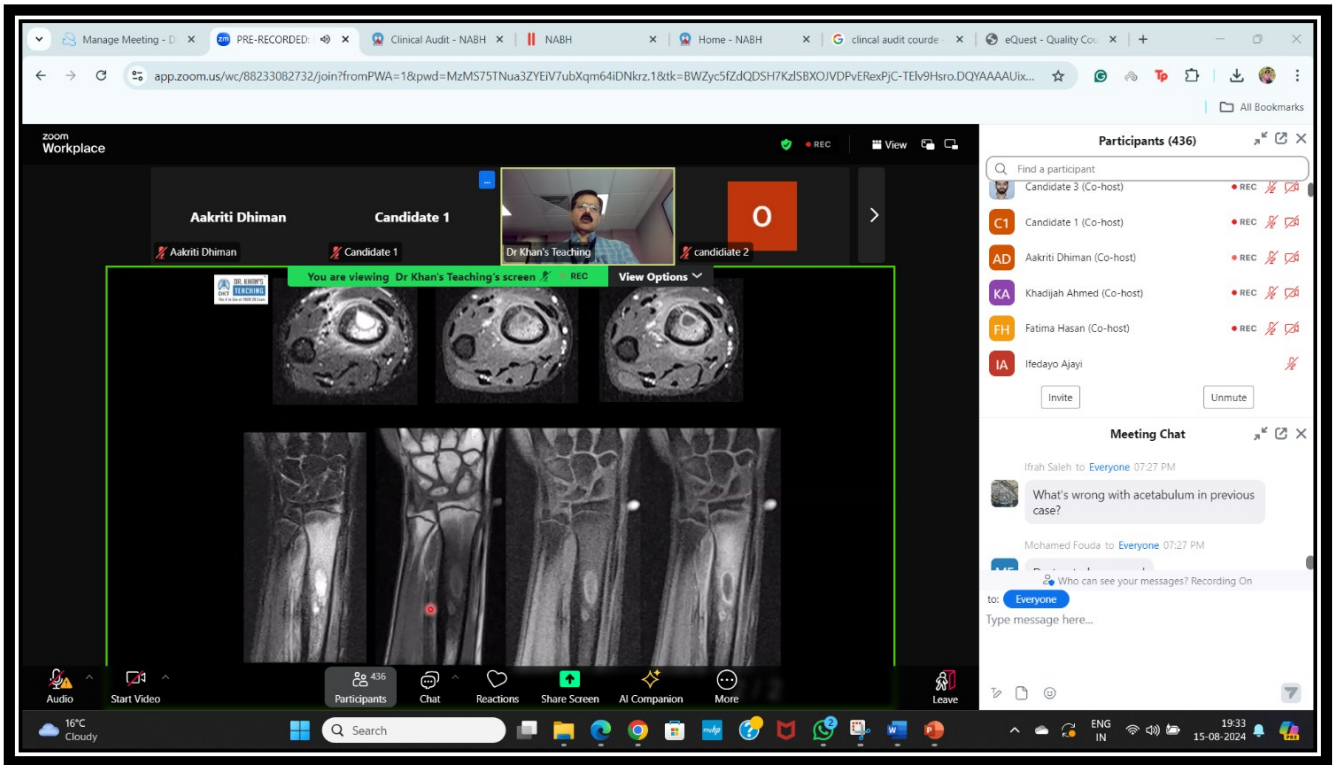 Manage Meeting - D
zm PRE-RECORDED:
Clinical Audit - NABH
NABH
Home - NABH
clincal audit courde
eQuest - Quality Cou
app.zoom.us/wc/88233082732/join?fromPWA=1&pwd=MzMS75TNua3ZYEiV7ubXqm64iDNkrz.1&tk=BWZyc5fZdQDSH7KzlSBXOJVDPvERexPjC-TElv9Hsro.DQYAAAAUix...
All Bookmarks
zoom
Workplace
REC
View
Aakriti Dhiman
Candidate 1
O
Aakriti Dhiman
Candidate 1
Dr Khan's Teaching
candidiate 2
DR. KHAN'S
DKT TEACHING
You are viewing Dr Khan's Teaching's screen
REC
View Options
Participants (436)
Find a participant
Candidate 3 (Co-host)
REC
C1 Candidate 1 (Co-host)
REC
AD Aakriti Dhiman (Co-host)
REC
KA Khadijah Ahmed (Co-host)
REC
FH Fatima Hasan (Co-host)
REC
IA Ifedayo Ajayi
Invite
Unmute
Meeting Chat
Ifrah Saleh to Everyone 07:27 PM
What's wrong with acetabulum in previous
case?
Mohamed Fouda to Everyone 07:27 PM
Who can see your messages? Recording On
to: Everyone
Type message here...
Audio
Start Video
436
Participants
Chat
Reactions
Share Screen
AI Companion
More
Leave
16°C
Cloudy
Search
2
ENG
IN
19:33
15-08-2024